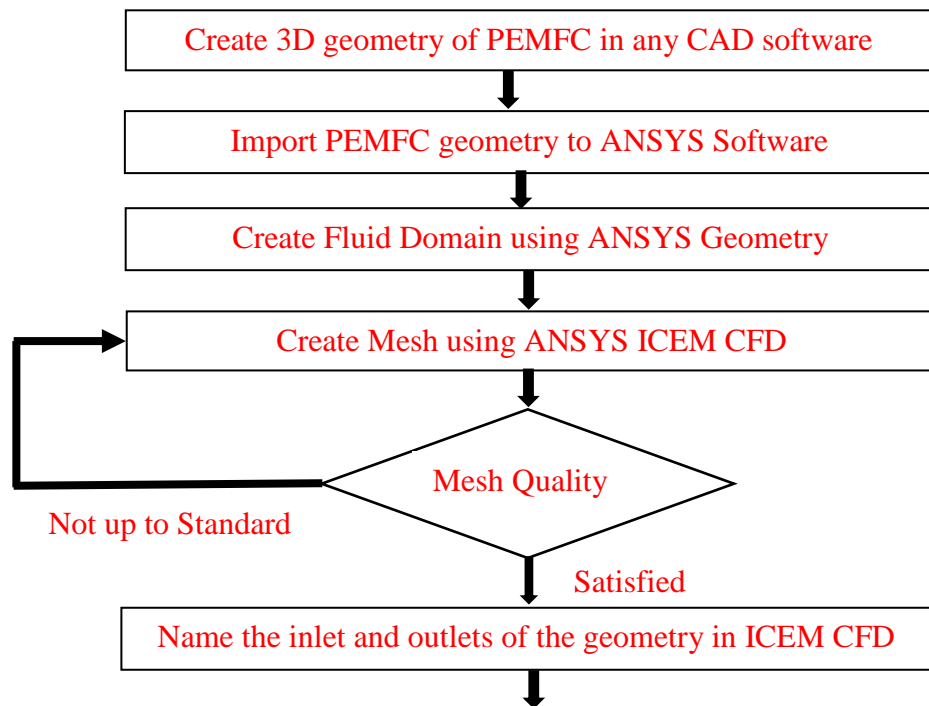 Create 3D geometry of PEMFC in any CAD software
Import PEMFC geometry to ANSYS Software
Create Fluid Domain using ANSYS Geometry
Create Mesh using ANSYS ICEM CFD
Mesh Quality
Not up to Standard
Satisfied
Name the inlet and outlets of the geometry in ICEM CFD